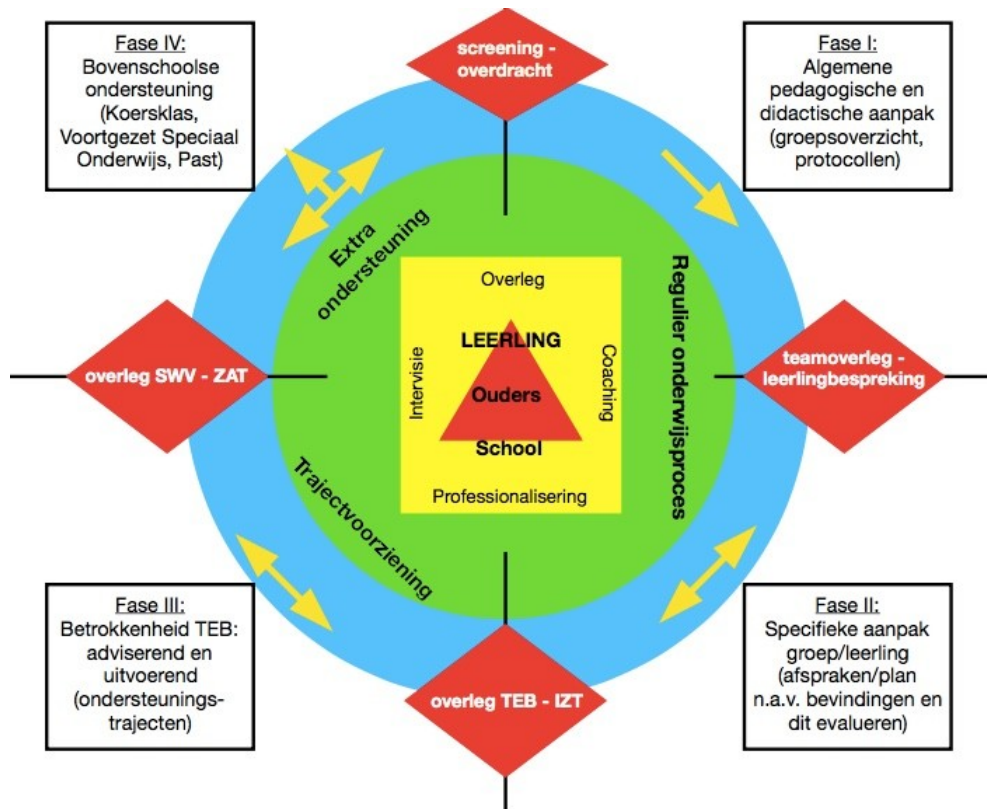 screening -
overdracht
Fase IV:
Bovenschoolse
ondersteuning
(Koersklas,
Voortgezet Speciaal
Onderwijs, Past)
Fase I:
Algemene
pedagogische en
didactische aanpak
(groepsoverzicht,
protocollen)
Extra
ondersteuning
Regulier onderwijsproces
Overleg
LEERLING
Intervisie
Coaching
Ouders
School
Professionalisering
overleg SWV - ZAT
teamoverleg -
leerlingbespreking
Trajectvoorziening
Fase III:
Betrokkenheid TEB:
adviserend en
uitvoerend
(ondersteunings-
trajecten)
overleg TEB - IZT
Fase II:
Specifieke aanpak
groep/leerling
(afspraken/plan
n.a.v. bevindingen en
dit evalueren)